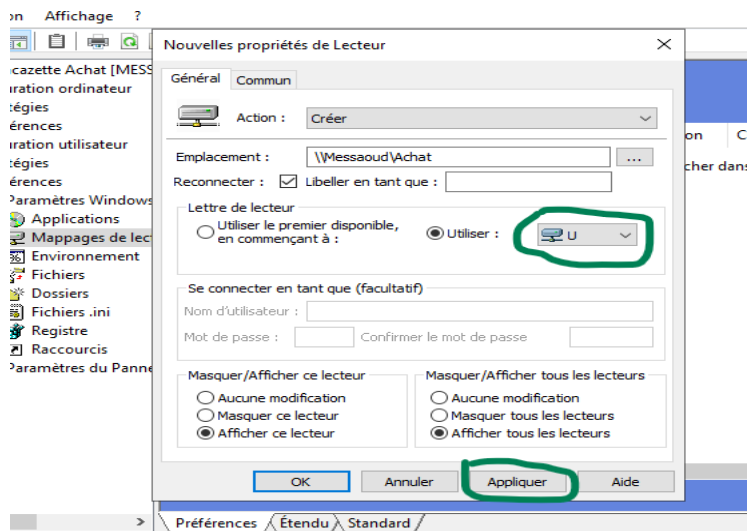 on Affichage ?
Nouvelles propriétés de Lecteur
Général Commun
Action : Créer
Emplacement : \\Messaoud\Achat ...
Reconnecter : Libeller en tant que :
Lettre de lecteur
Utiliser le premier disponible,
en commençant à :
Utiliser : U
Se connecter en tant que (facultatif)
Nom d'utilisateur :
Mot de passe : Confirmer le mot de passe
Masquer/Afficher ce lecteur
Aucune modification
Masquer ce lecteur
Afficher ce lecteur
Masquer/Afficher tous les lecteurs
Aucune modification
Masquer tous les lecteurs
Afficher tous les lecteurs
OK Annuler Appliquer Aide
cazette Achat [MESS
uration ordinateur
tégies
érences
uration utilisateur
tégies
érences
Paramètres Windows
Applications
Mappages de lec
Environnement
Fichiers
Dossiers
Fichiers .ini
Registre
Raccourcis
Paramètres du Panne
on C
cher dans
Préférences Étendu Standard